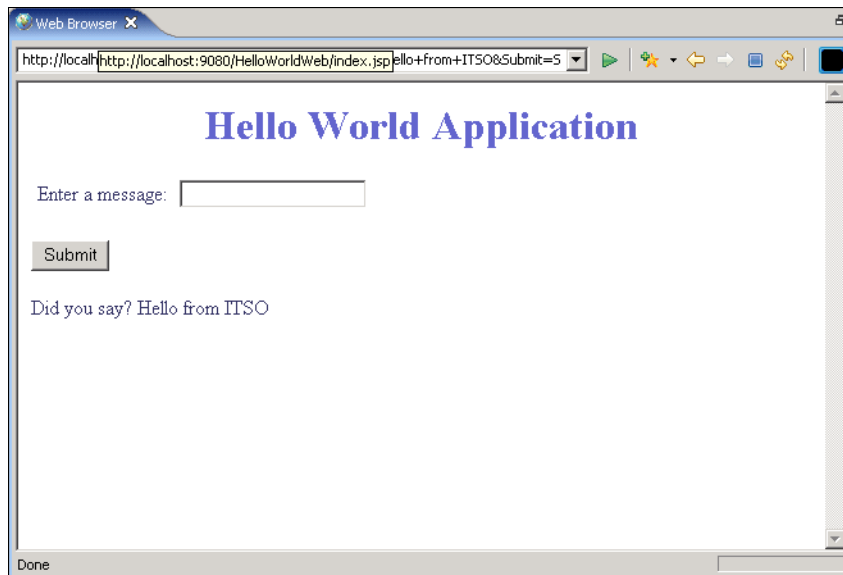 Web Browser
http://localh http://localhost:9080/HelloWorldWeb/index.jsp ello+from+ITSO&Submit=S
Hello World Application
Enter a message:
Submit
Did you say? Hello from ITSO
Done